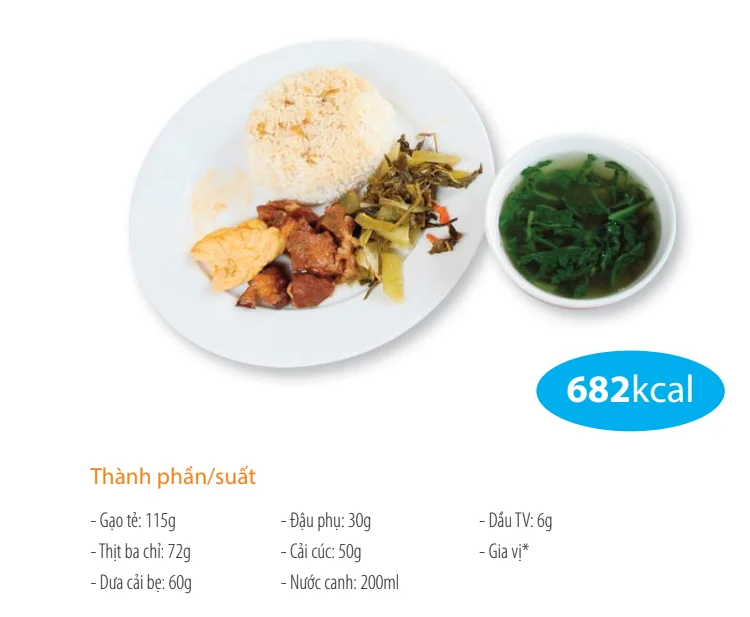 682kcal
Thành phần/suất
- Gạo tẻ: 115g
- Thịt ba chỉ: 72g
- Dưa cải bẹ: 60g
- Đậu phụ: 30g
- Cải cúc: 50g
- Nước canh: 200ml
- Dầu TV: 6g
- Gia vị*